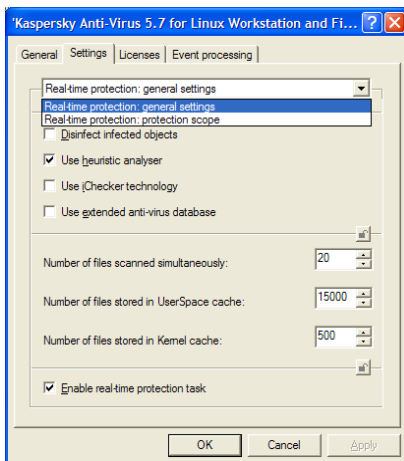 'Kaspersky Anti-Virus 5.7 for Linux Workstation and Fi...
General Settings Licenses Event processing
Real-time protection: general settings
Real-time protection: general settings
Real-time protection: protection scope
Disinfect infected objects
Use heuristic analyser
Use iChecker technology
Use extended anti-virus database
Number of files scanned simultaneously: 20
Number of files stored in UserSpace cache: 15000
Number of files stored in Kernel cache: 500
Enable real-time protection task
OK Cancel Apply